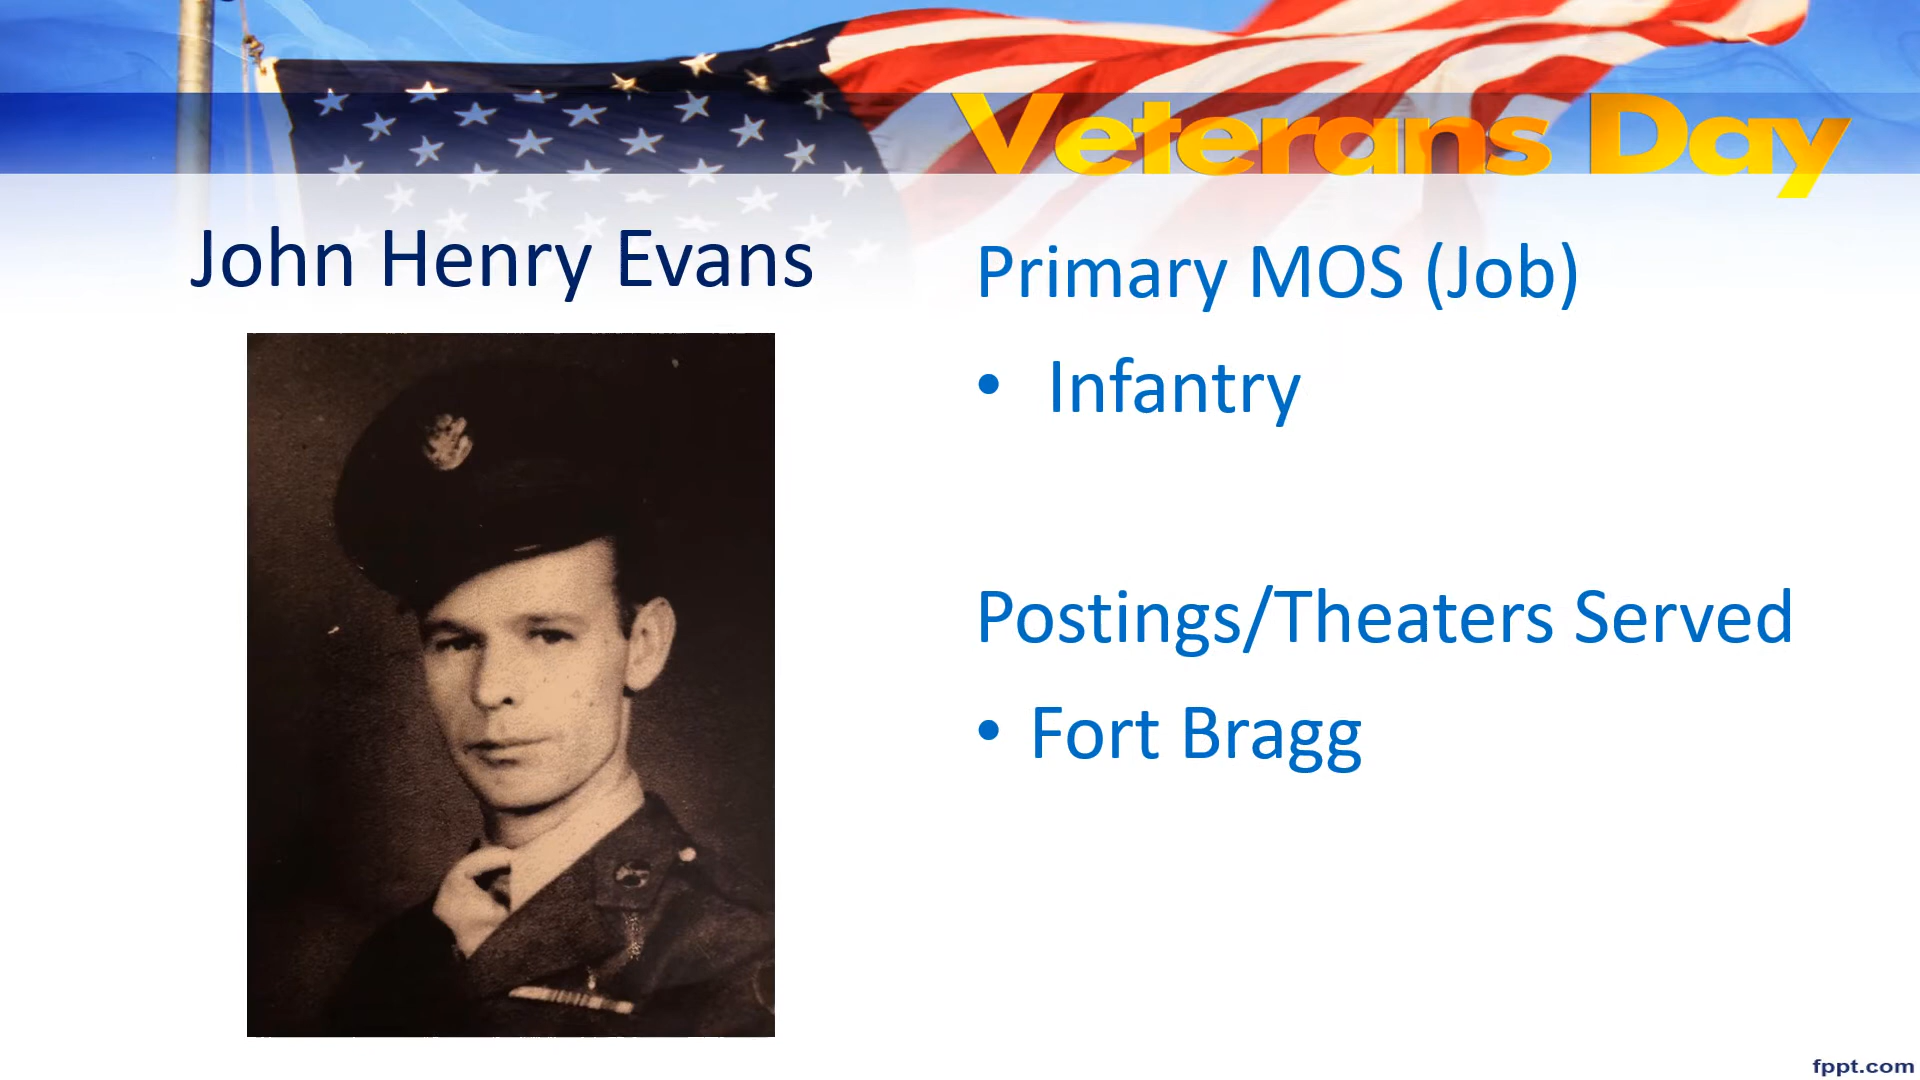 Veterans Day
John Henry Evans
Primary MOS (Job)
• Infantry
Postings/Theaters Served
• Fort Bragg
fppt.com